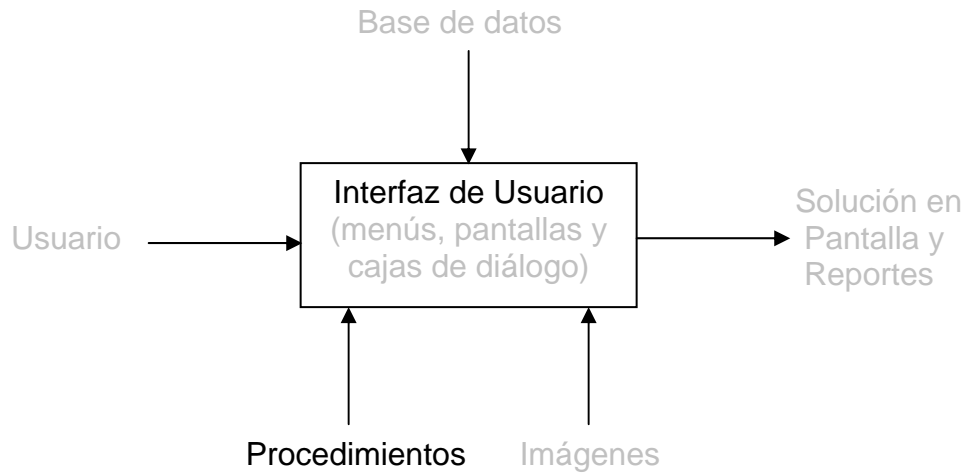 Base de datos
Interfaz de Usuario
(menús, pantallas y
cajas de diálogo)
Usuario
Solución en
Pantalla y
Reportes
Procedimientos
Imágenes